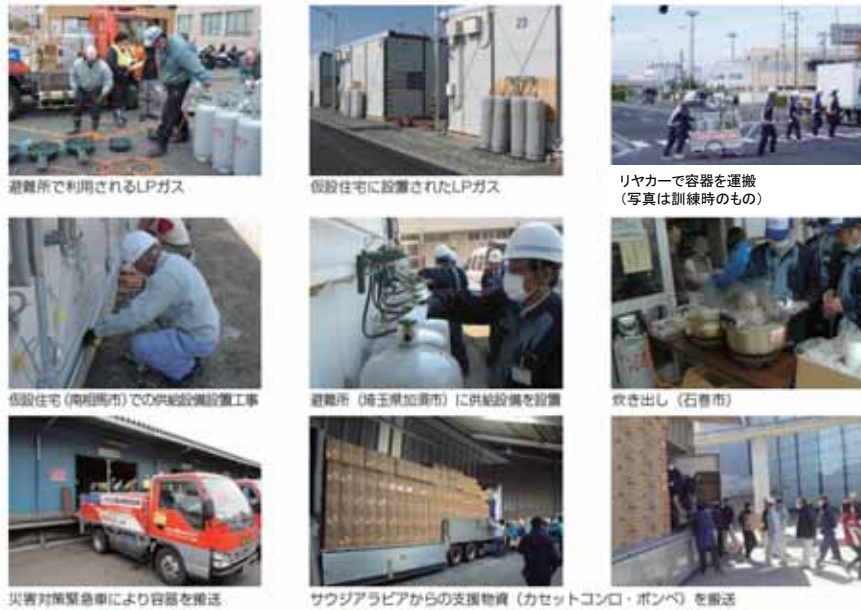 避難所で利用されるLPガス
仮設住宅に設置されたLPガス
リヤカーで容器を運搬
（写真は訓練時のもの）
23
仮設住宅（南相馬市）での供給設備設置工事
避難所（埼玉県加須市）に供給設備を設置
炊き出し（石巻市）
災害対策緊急車により容器を搬送
サウジアラビアからの支援物資（カセットコンロ・ボンベ）を搬送